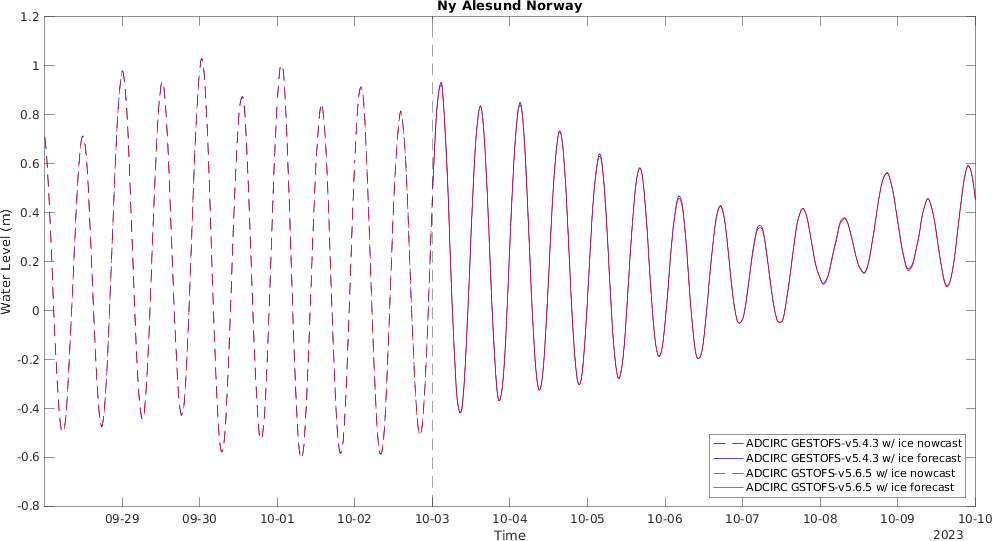 Ny Alesund Norway
1.2
1
0.8
0.6
0.4
0.2
0
-0.2
-0.4
-0.6
-0.8
Water Level (m)
ADCIRC GESTOFS-v5.4.3 w/ ice nowcast
ADCIRC GESTOFS-v5.4.3 w/ ice forecast
ADCIRC GSTOFS-v5.6.5 w/ ice nowcast
ADCIRC GSTOFS-v5.6.5 w/ ice forecast
09-29 09-30 10-01 10-02 10-03 10-04 10-05 10-06 10-07 10-08 10-09 10-10
Time
2023